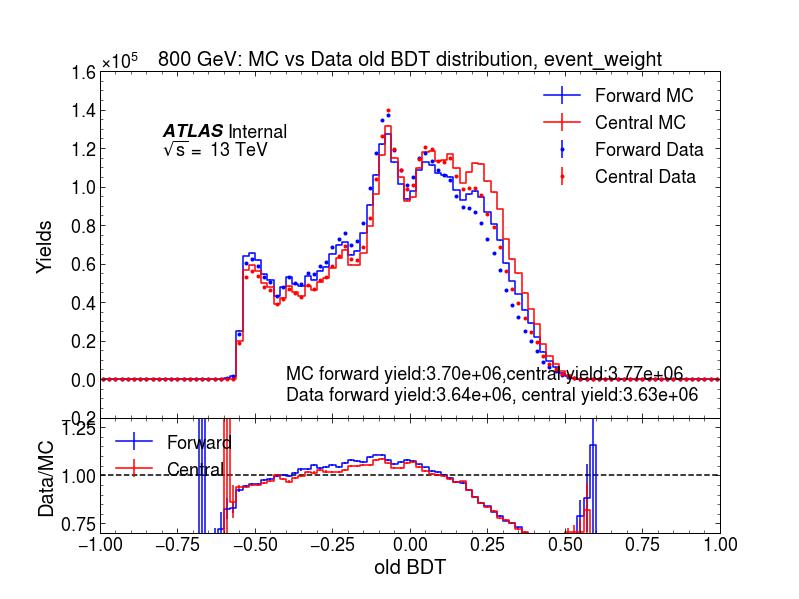 ×10⁵ 800 GeV: MC vs Data old BDT distribution, event_weight
1.6
1.4
1.2
1.0
0.8
0.6
0.4
0.2
0.0
0.2
Yields
ATLAS Internal
√s = 13 TeV
Forward MC
Central MC
Forward Data
Central Data
MC forward yield:3.70e+06,central yield:3.77e+06
Data forward yield:3.64e+06, central yield:3.63e+06
1.25
1.00
0.75
Data/MC
Forward
Central
−1.00 −0.75 −0.50 −0.25 0.00 0.25 0.50 0.75 1.00
old BDT